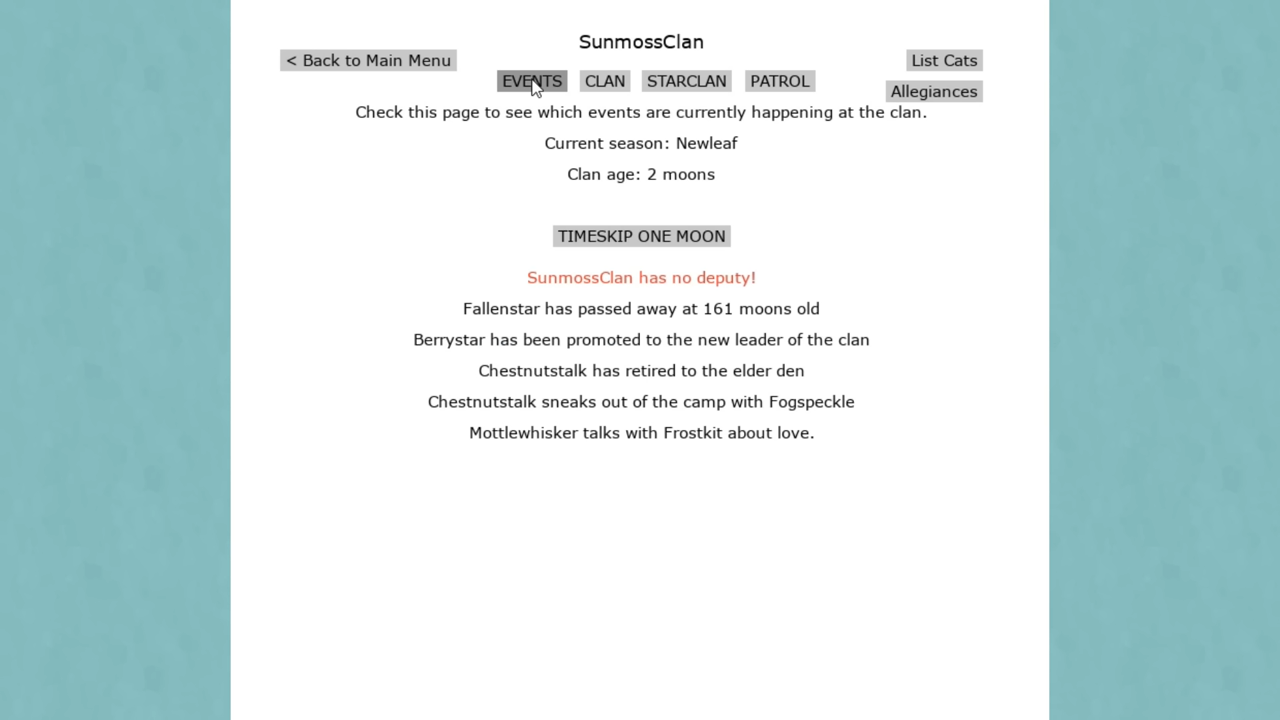 SunmossClan
< Back to Main Menu
List Cats
EVENTS CLAN STARCLAN PATROL
Allegiances
Check this page to see which events are currently happening at the clan.
Current season: Newleaf
Clan age: 2 moons
TIMESKIP ONE MOON
SunmossClan has no deputy!
Fallenstar has passed away at 161 moons old
Berrystar has been promoted to the new leader of the clan
Chestnutstalk has retired to the elder den
Chestnutstalk sneaks out of the camp with Fogspeckle
Mottlewhisker talks with Frostkit about love.